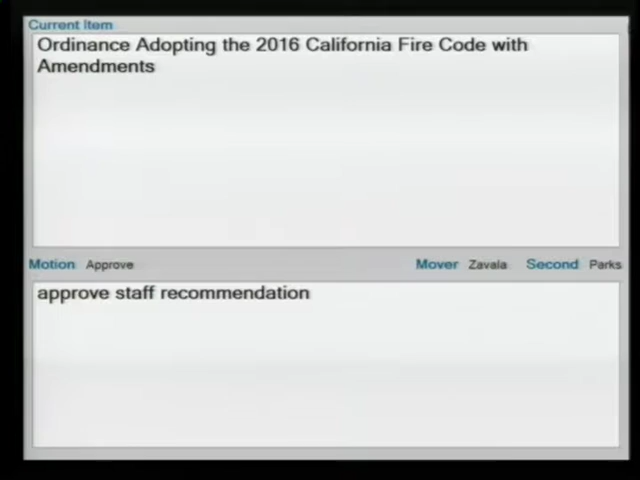 Current Item
Ordinance Adopting the 2016 California Fire Code with
Amendments
Motion Approve Mover Zavala Second Parks
approve staff recommendation